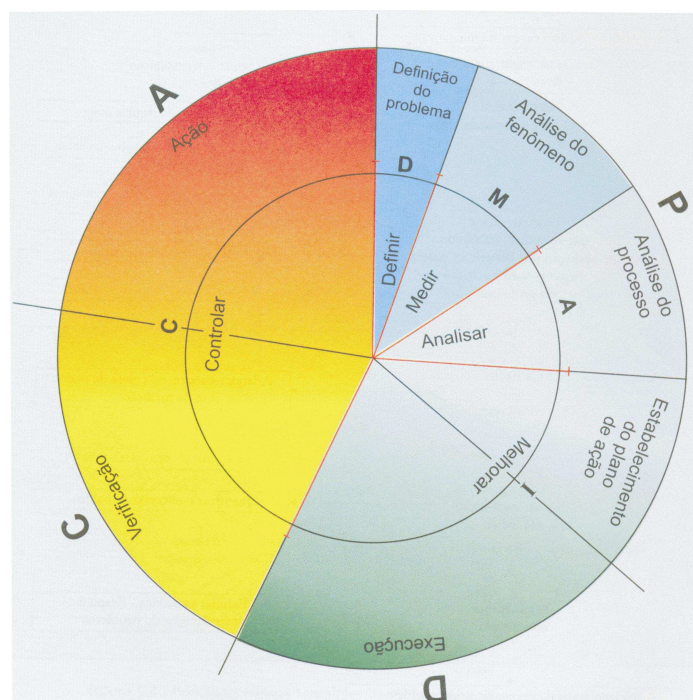 A
Ação
Definição
do
problema
Análise do
fenômeno
D
M
P
Definir
Medir
Análise do
processo
A
Analisar
C
Controlar
Estabelecimento
do plano
de ação
Melhorar
I
Verificação
C
Execução
D